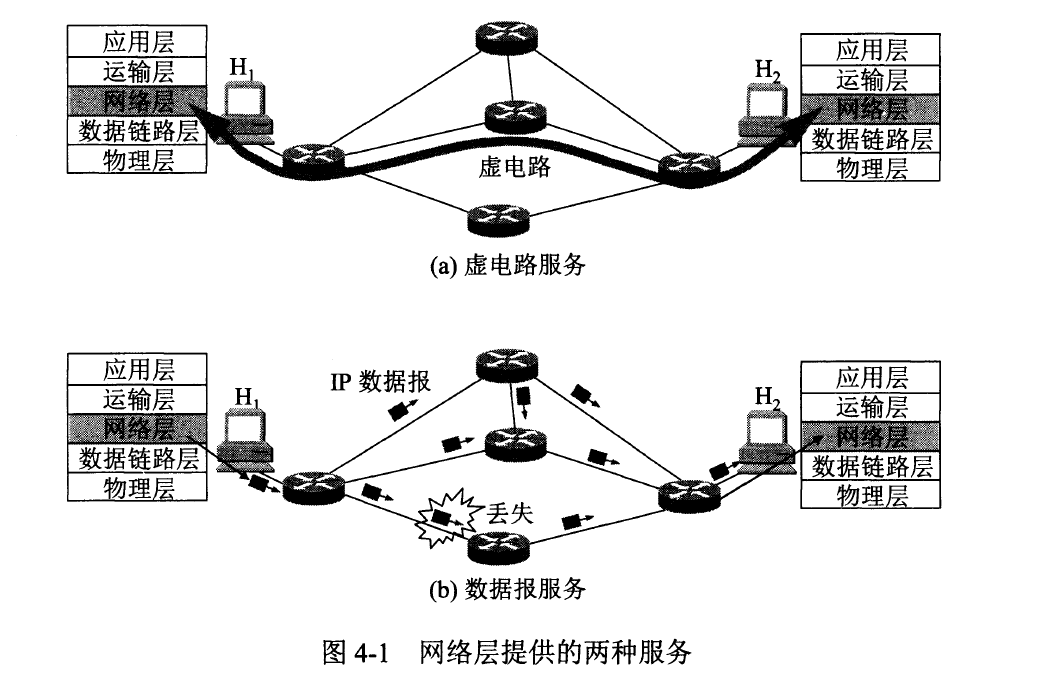 应用层
运输层
网络层
数据链路层
物理层
H1
虚电路
H2
应用层
运输层
网络层
数据链路层
物理层
(a) 虚电路服务
应用层
运输层
网络层
数据链路层
物理层
H1
IP 数据报
丢失
H2
应用层
运输层
网络层
数据链路层
物理层
(b) 数据报服务
图 4-1 网络层提供的两种服务